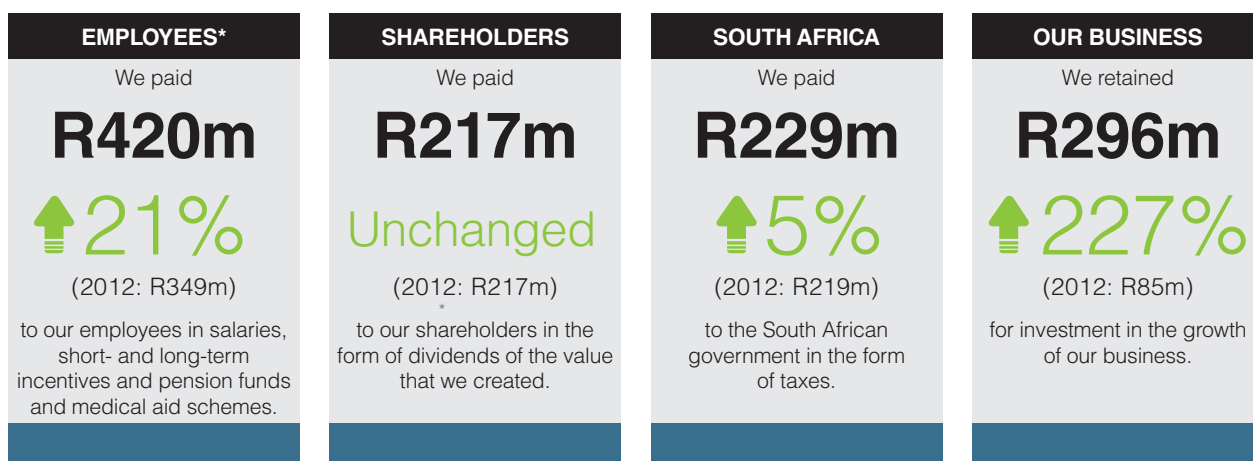 EMPLOYEES*
We paid
R420m
21%
(2012: R349m)
to our employees in salaries,
short- and long-term
incentives and pension funds
and medical aid schemes.
SHAREHOLDERS
We paid
R217m
Unchanged
(2012: R217m)
*
to our shareholders in the
form of dividends of the value
that we created.
SOUTH AFRICA
We paid
R229m
5%
(2012: R219m)
to the South African
government in the form
of taxes.
OUR BUSINESS
We retained
R296m
227%
(2012: R85m)
for investment in the growth
of our business.